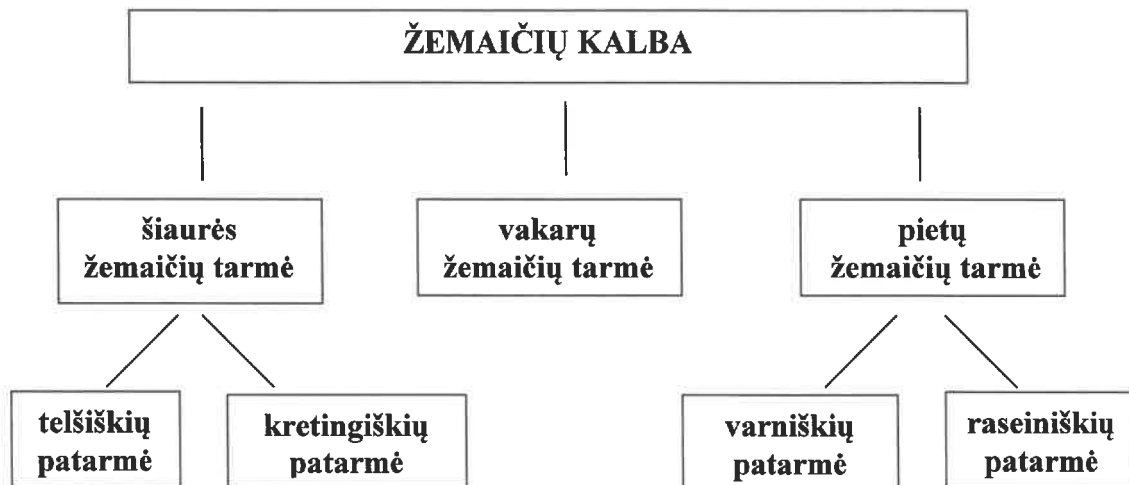 ŽEMAIČIŲ KALBA
šiaurės
žemaičių tarmė
vakarų
žemaičių tarmė
pietų
žemaičių tarmė
telšiškių
patarmė
kretingiškių
patarmė
varniškių
patarmė
raseiniškių
patarmė